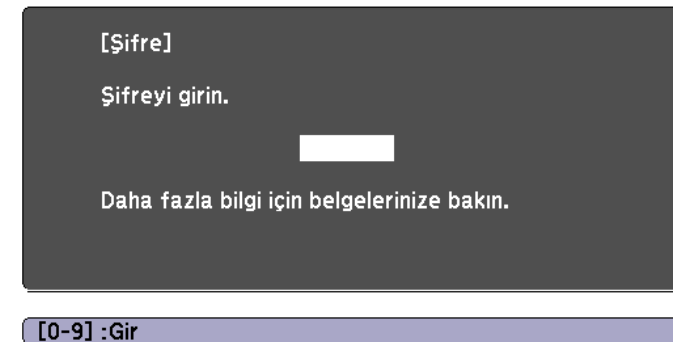 [Şifre]
Şifreyi girin.
Daha fazla bilgi için belgelerinize bakın.
[0-9] :Gir